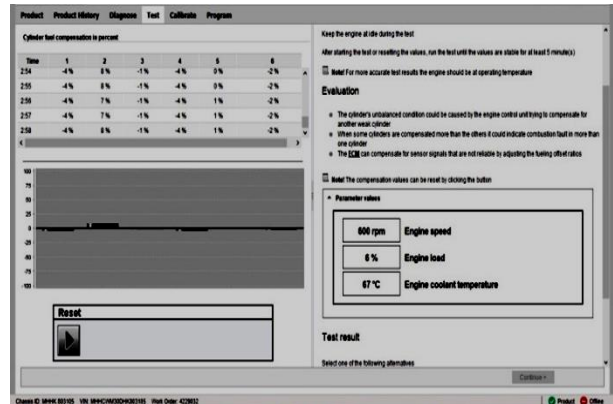 Product Product History Diagnose Test Calibrate Program
Cylinder fuel compensation in percent
Time 1 2 3 4 5 6
2:54 -4 % 8 % -1 % -4 % 0 % -2 %
2:55 -4 % 8 % -1 % -4 % 0 % -2 %
2:56 -4 % 7 % -1 % -4 % 1 % -2 %
2:57 -4 % 7 % -1 % -4 % 1 % -2 %
2:58 -4 % 8 % -1 % -4 % 1 % -2 %
100
75
50
25
0
-25
-50
-75
-100
Reset
Keep the engine at idle during the test
After starting the test or resetting the values, run the test until the values are stable for at least 5 minute(s)
Note! For more accurate test results the engine should be at operating temperature
Evaluation
The cylinder's unbalanced condition could be caused by the engine control unit trying to compensate for
another weak cylinder
When some cylinders are compensated more than the others it could indicate combustion fault in more than
one cylinder
The ECM can compensate for sensor signals that are not reliable by adjusting the fueling offset ratios
Note! The compensation values can be reset by clicking the button
Parameter values
600 rpm Engine speed
6 % Engine load
67 °C Engine coolant temperature
Test result
Select one of the following alternatives
Continue
Chassis ID
VIN
Work Order
Product Offline